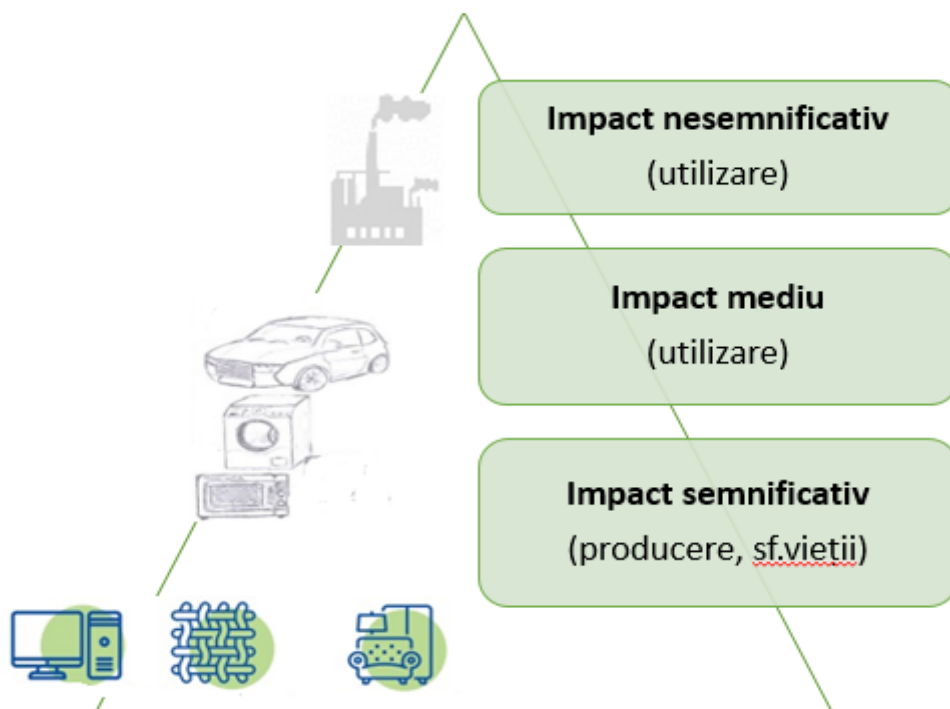 Impact nesemnificativ
(utilizare)
Impact mediu
(utilizare)
Impact semnificativ
(producere, sf.vieții)